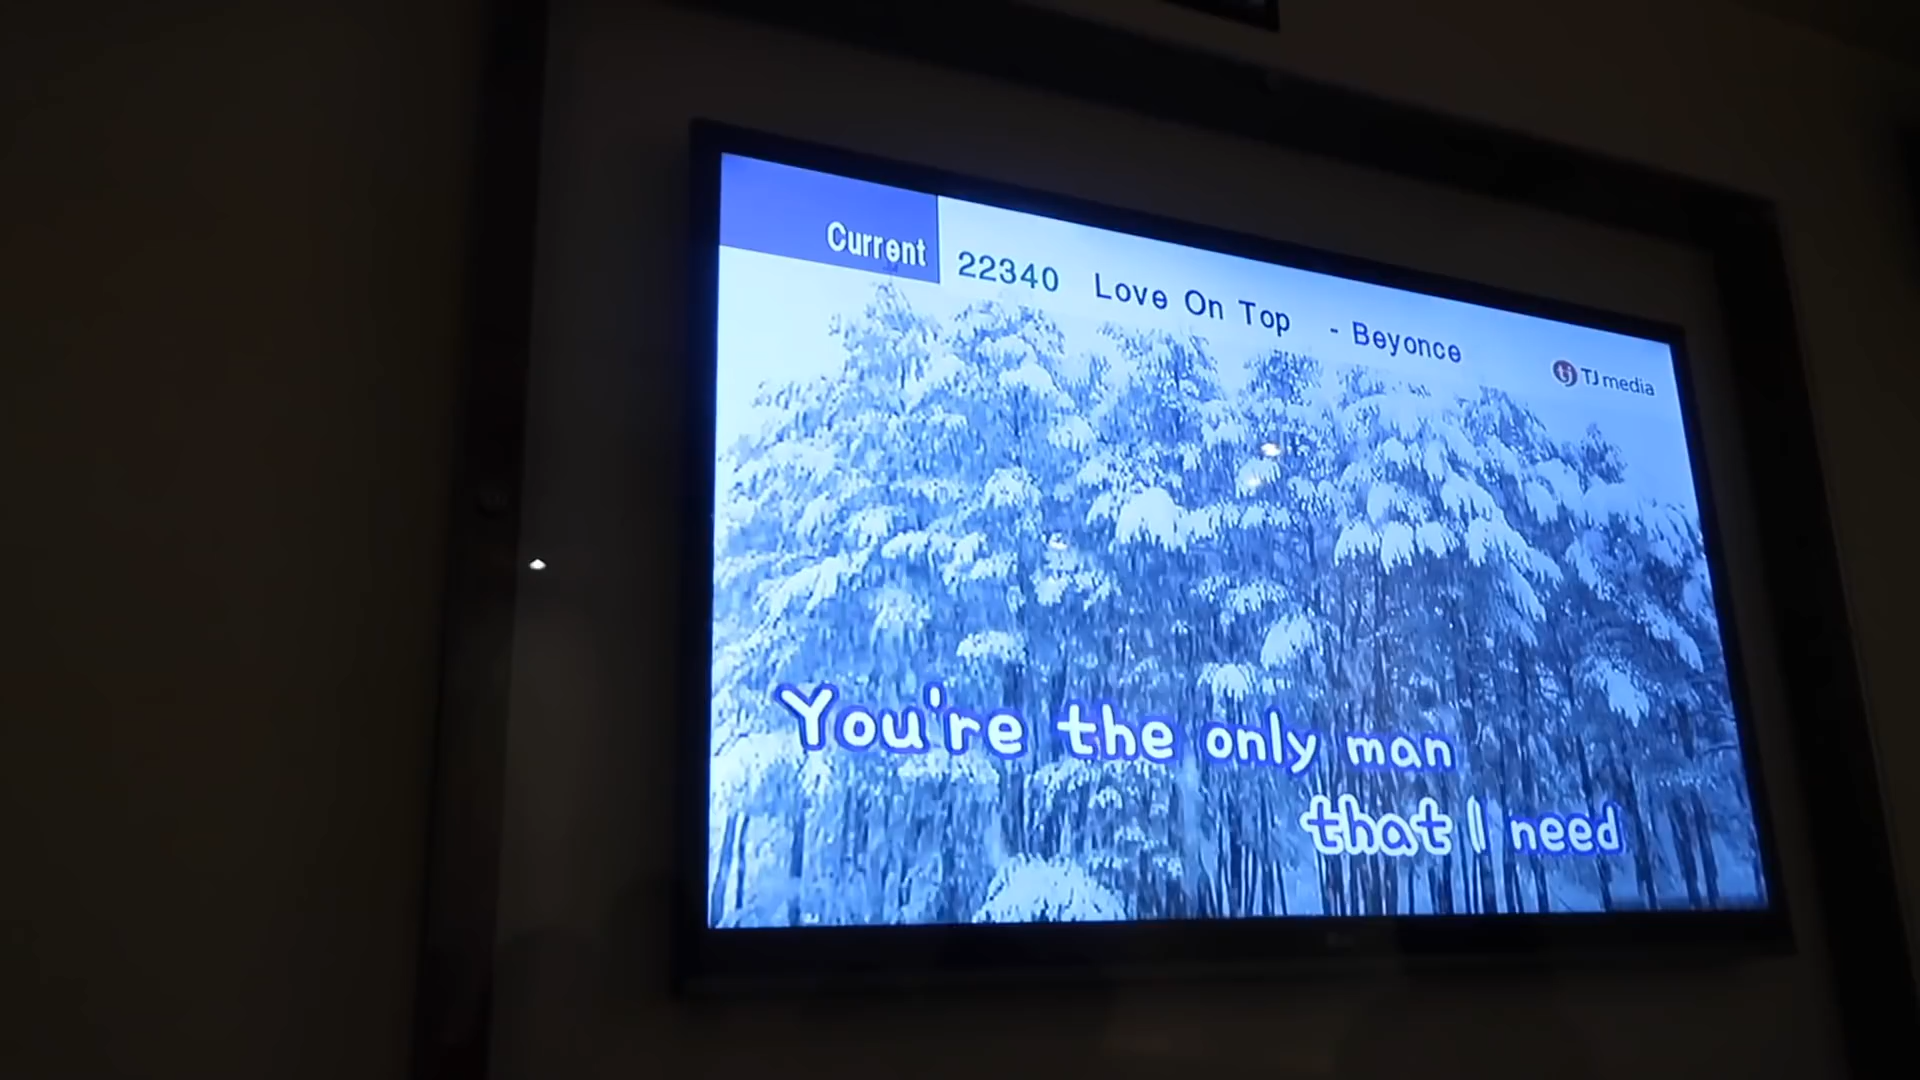 Current 22340 Love On Top - Beyonce
TJ media
You're the only man
that I need